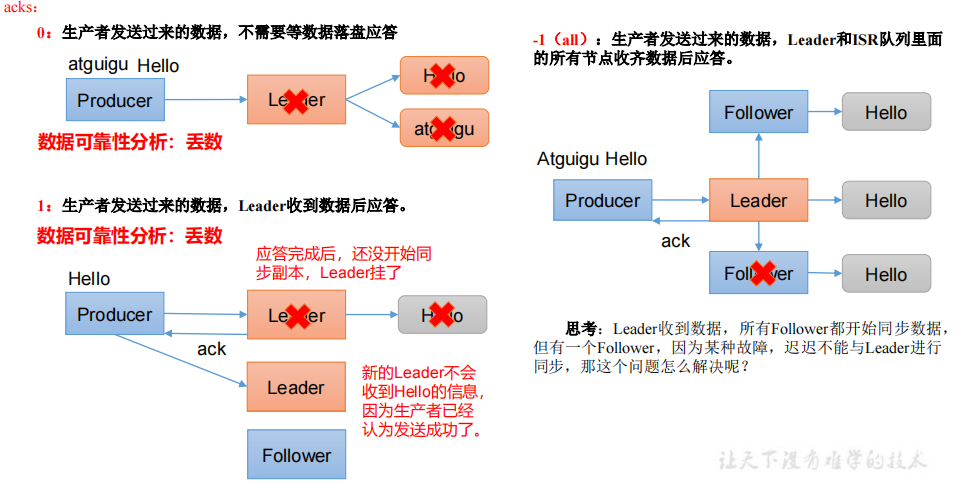 acks:
0：生产者发送过来的数据，不需要等数据落盘应答
atguigu Hello
Producer
Leader
Hello
atguigu
数据可靠性分析：丢数
1：生产者发送过来的数据，Leader收到数据后应答。
数据可靠性分析：丢数
应答完成后，还没开始同
步副本，Leader挂了
Hello
Producer
Leader
Hello
ack
Leader
新的Leader不会
收到Hello的信息，
因为生产者已经
认为发送成功了。
Follower
-1（all）：生产者发送过来的数据，Leader和ISR队列里面
的所有节点收齐数据后应答。
Follower
Hello
Atguigu Hello
Producer
Leader
Hello
ack
Follower
Hello
思考：Leader收到数据，所有Follower都开始同步数据，
但有一个Follower，因为某种故障，迟迟不能与Leader进行
同步，那这个问题怎么解决呢？
让天下没有难学的技术